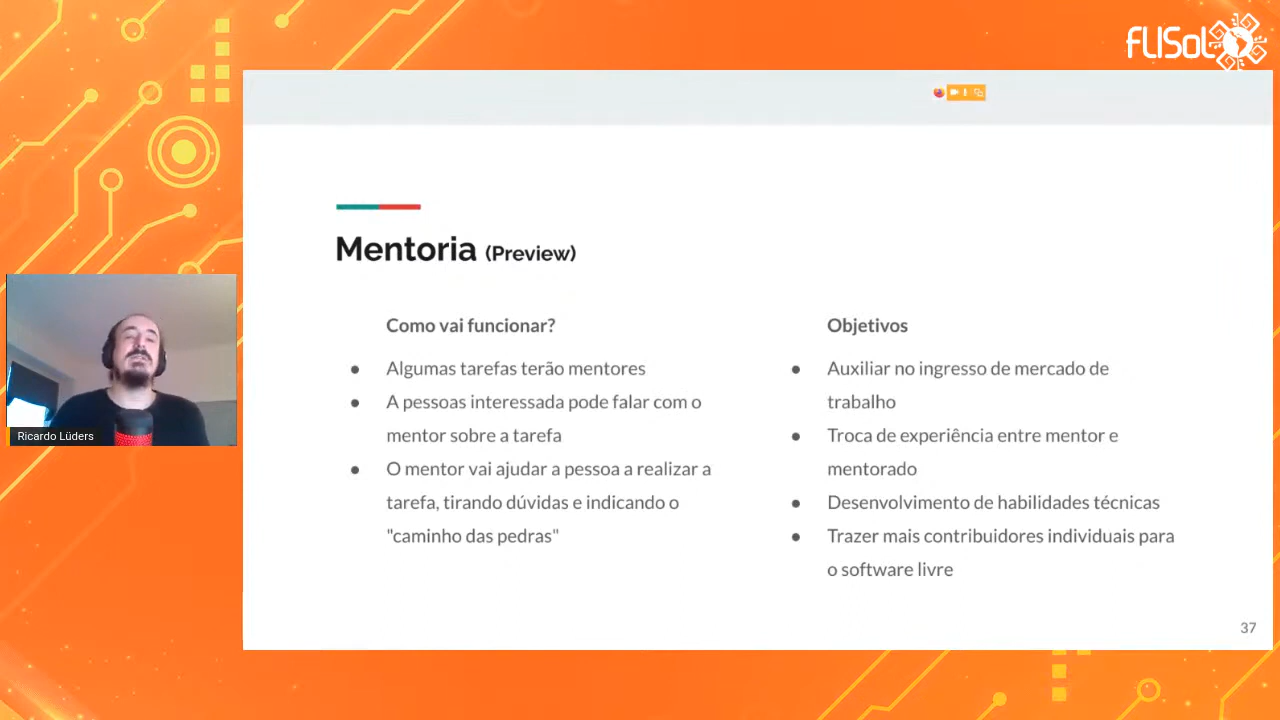 FLISoL
Mentoria (Preview)
Como vai funcionar?
Algumas tarefas terão mentores
A pessoas interessada pode falar com o
mentor sobre a tarefa
O mentor vai ajudar a pessoa a realizar a
tarefa, tirando dúvidas e indicando o
"caminho das pedras"
Objetivos
Auxiliar no ingresso de mercado de
trabalho
Troca de experiência entre mentor e
mentorado
Desenvolvimento de habilidades técnicas
Trazer mais contribuidores individuais para
o software livre
37
Ricardo Lüders